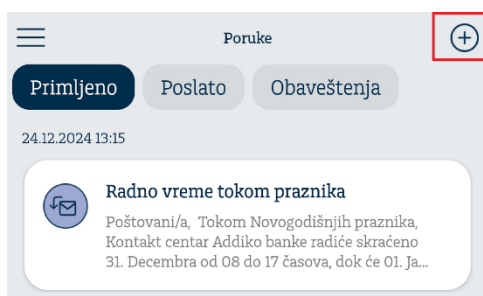 Poruke
Primljeno Poslato Obaveštenja
24.12.2024 13:15
Radno vreme tokom praznika
Poštovani/a, Tokom Novogodišnjih praznika,
Kontakt centar Addiko banke radiće skraćeno
31. Decembra od 08 do 17 časova, dok će 01. Ja...